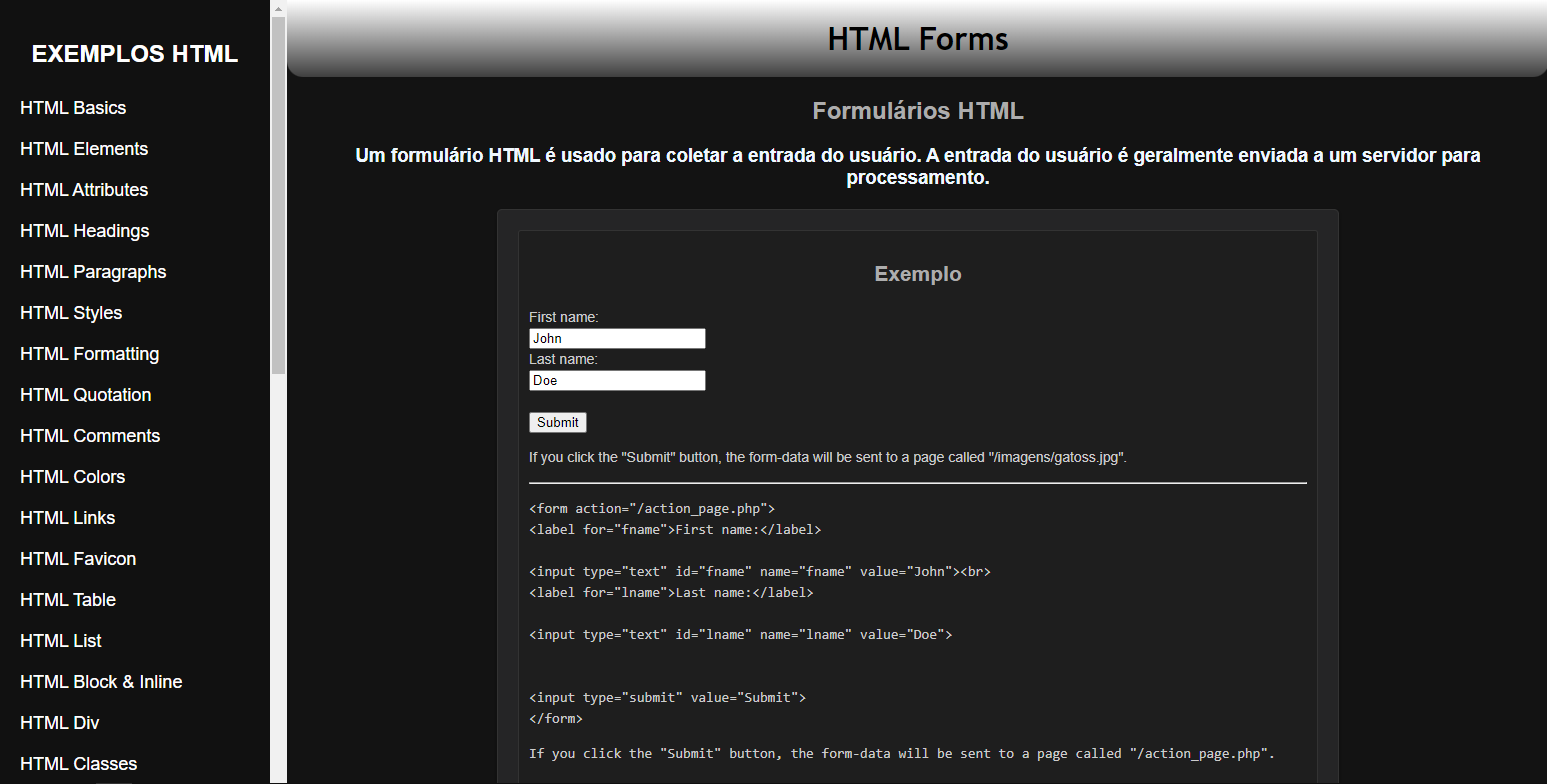 EXEMPLOS HTML
HTML Basics
HTML Elements
HTML Attributes
HTML Headings
HTML Paragraphs
HTML Styles
HTML Formatting
HTML Quotation
HTML Comments
HTML Colors
HTML Links
HTML Favicon
HTML Table
HTML List
HTML Block & Inline
HTML Div
HTML Classes
HTML Forms
Formulários HTML
Um formulário HTML é usado para coletar a entrada do usuário. A entrada do usuário é geralmente enviada a um servidor para
processamento.
Exemplo
First name:
John
Last name:
Doe
Submit
If you click the "Submit" button, the form-data will be sent to a page called "/imagens/gatoss.jpg".
<form action="/action_page.php">
<label for="fname">First name:</label>
<input type="text" id="fname" name="fname" value="John"><br>
<label for="lname">Last name:</label>
<input type="text" id="lname" name="lname" value="Doe">
<input type="submit" value="Submit">
</form>
If you click the "Submit" button, the form-data will be sent to a page called "/action_page.php".